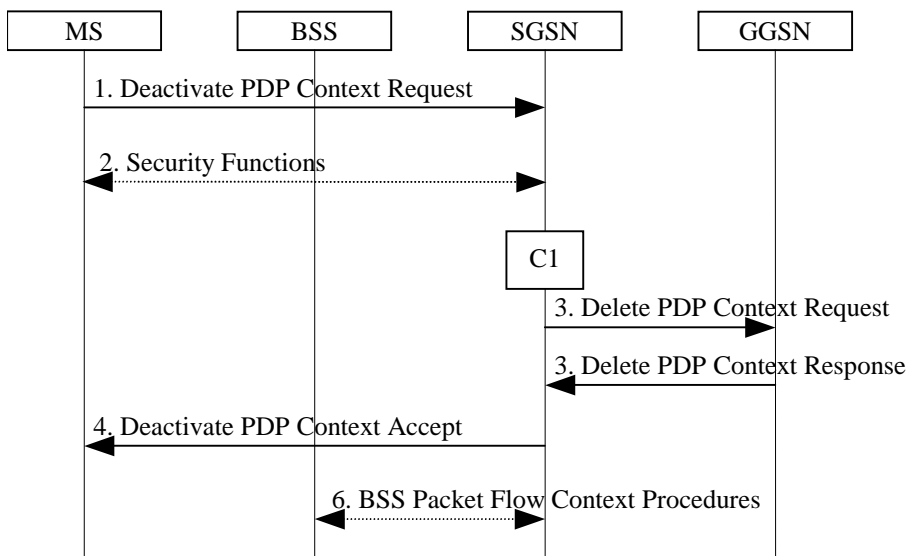 MS
BSS
SGSN
GGSN
1. Deactivate PDP Context Request
2. Security Functions
C1
3. Delete PDP Context Request
3. Delete PDP Context Response
4. Deactivate PDP Context Accept
6. BSS Packet Flow Context Procedures